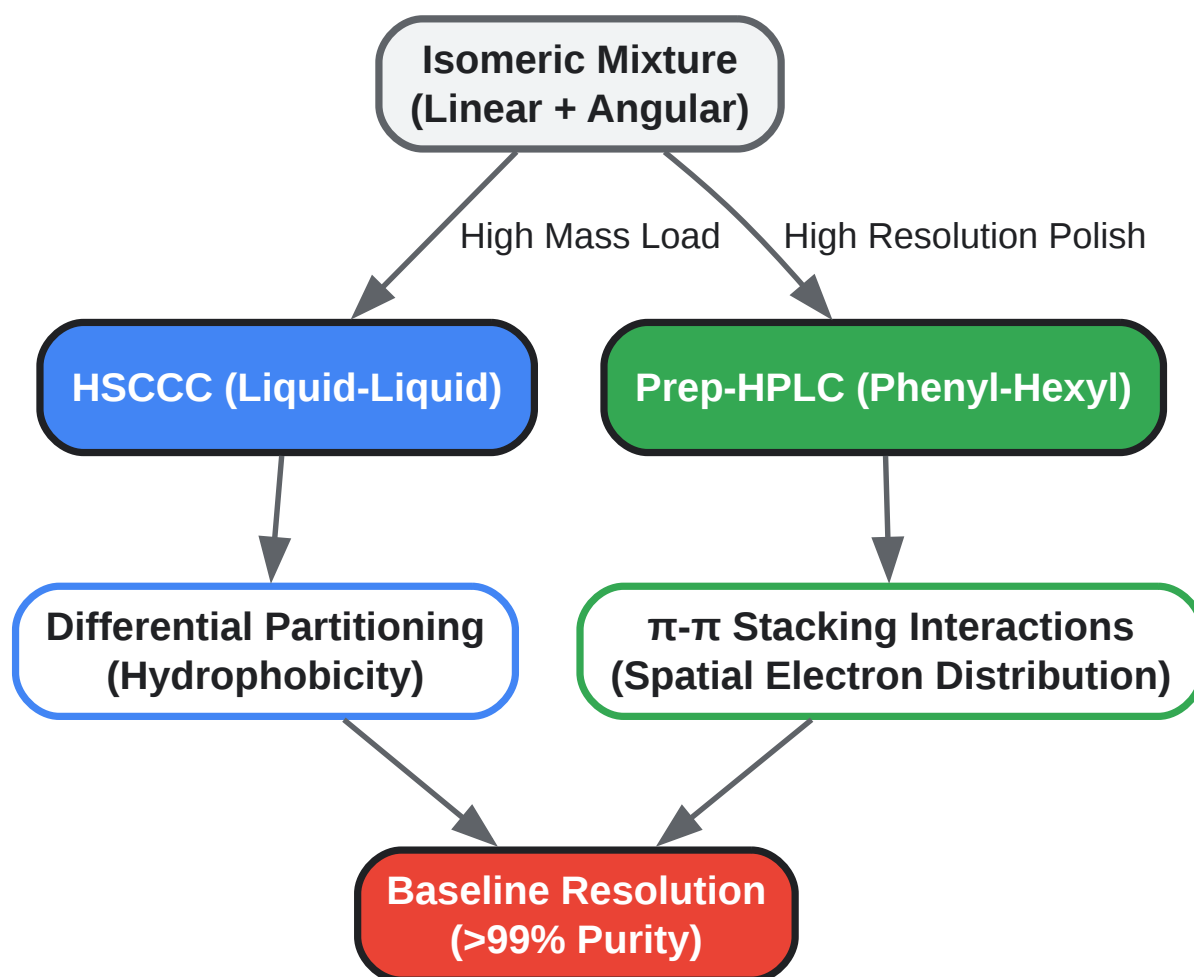 Isomeric Mixture
(Linear + Angular)
High Mass Load
High Resolution Polish
HSCCC (Liquid-Liquid)
Prep-HPLC (Phenyl-Hexyl)
Differential Partitioning
(Hydrophobicity)
π-π Stacking Interactions
(Spatial Electron Distribution)
Baseline Resolution
(>99% Purity)